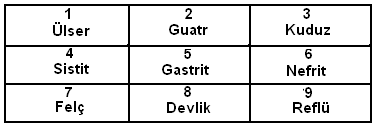 1 2 3
Ülser Guatr Kuduz
4 5 6
Sistit Gastrit Nefrit
7 8 9
Felç Devlik Reflü